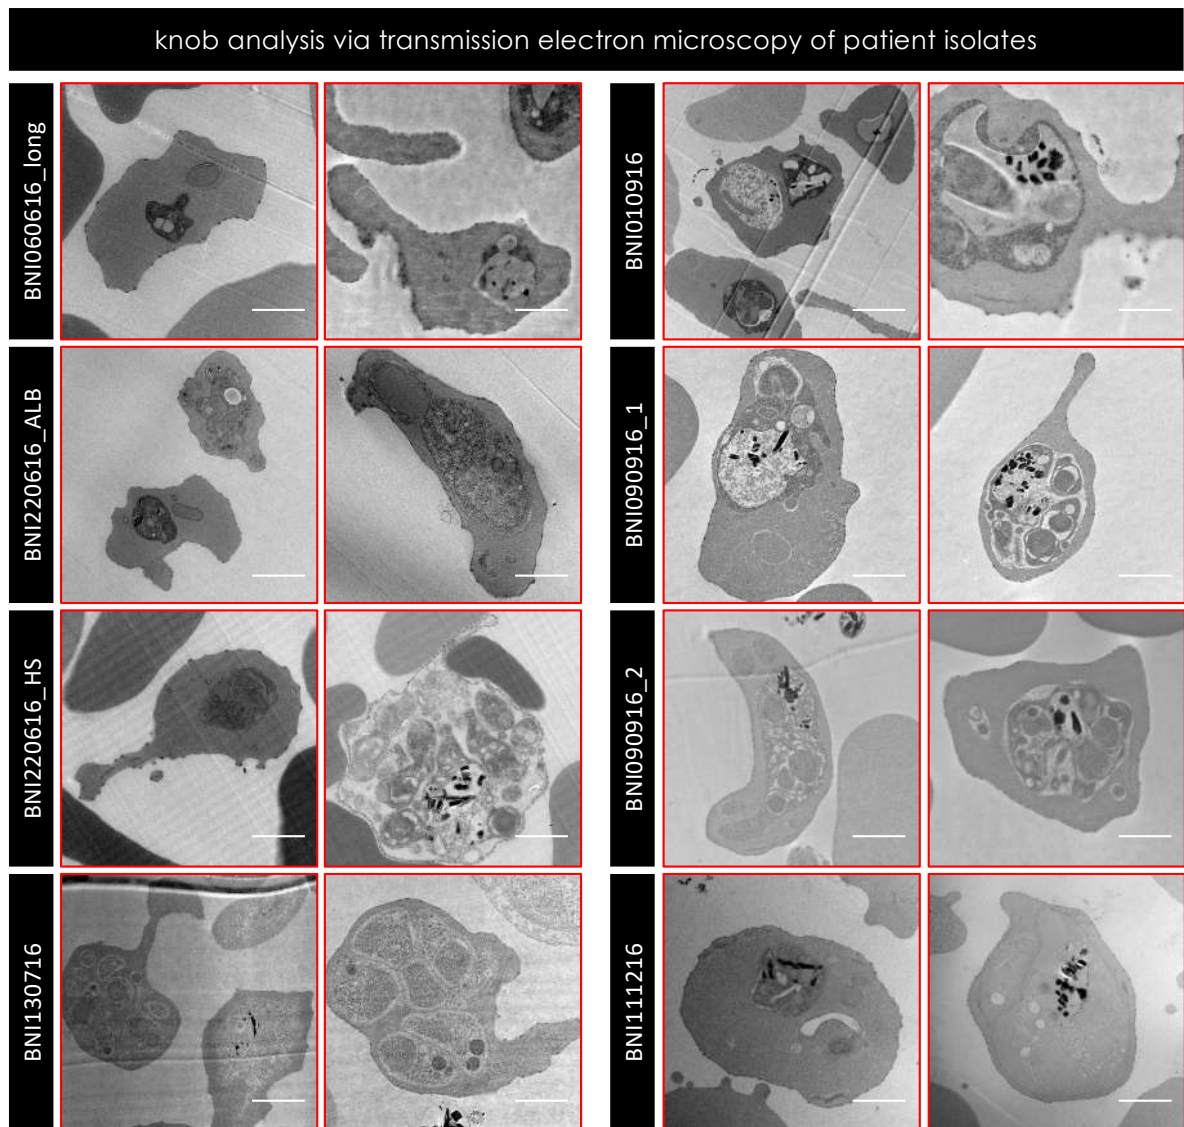 knob analysis via transmission electron microscopy of patient isolates
BNI060616_long
BNI010916
BNI220616_ALB
BNI090916_1
BNI220616_HS
BNI090916_2
BNI130716
BNI111216